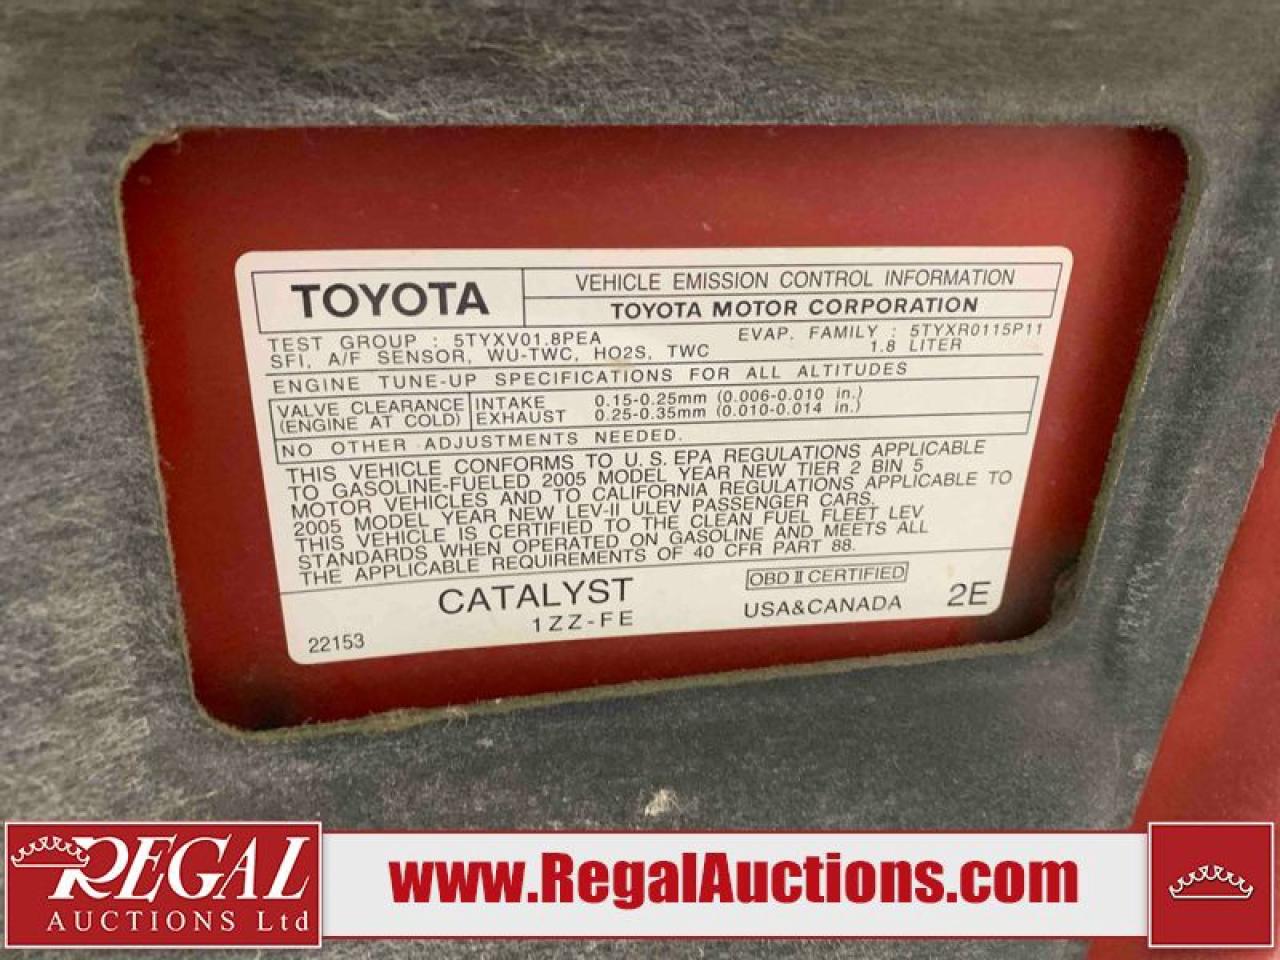 TOYOTA
VEHICLE EMISSION CONTROL INFORMATION
TOYOTA MOTOR CORPORATION
TEST GROUP : 5TYXV01.8PEA EVAP. FAMILY : 5TYXR0115P11
SFI, A/F SENSOR, WU-TWC, HO2S, TWC 1.8 LITER
ENGINE TUNE-UP SPECIFICATIONS FOR ALL ALTITUDES
VALVE CLEARANCE INTAKE 0.15-0.25mm (0.006-0.010 in.)
(ENGINE AT COLD) EXHAUST 0.25-0.35mm (0.010-0.014 in.)
NO OTHER ADJUSTMENTS NEEDED.
THIS VEHICLE CONFORMS TO U.S. EPA REGULATIONS APPLICABLE
TO GASOLINE-FUELED 2005 MODEL YEAR NEW TIER 2 BIN 5
MOTOR VEHICLES AND TO CALIFORNIA REGULATIONS APPLICABLE TO
2005 MODEL YEAR NEW LEV-II ULEV PASSENGER CARS.
THIS VEHICLE IS CERTIFIED TO THE CLEAN FUEL FLEET LEV
STANDARDS WHEN OPERATED ON GASOLINE AND MEETS ALL
THE APPLICABLE REQUIREMENTS OF 40 CFR PART 88.
CATALYST OBD II CERTIFIED
22153 1ZZ-FE USA&CANADA 2E
REGAL
AUCTIONS Ltd
www.RegalAuctions.com